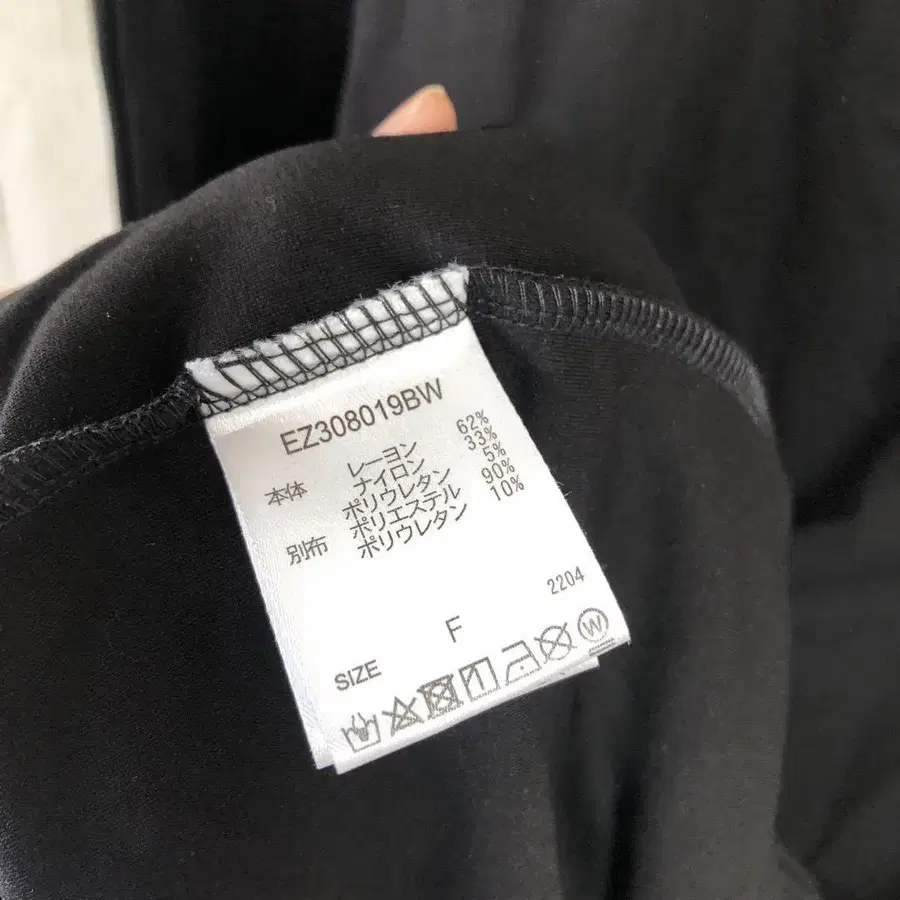 EZ308019BW
本体 レーヨン 62%
ナイロン 33%
ポリウレタン 5%
別布 ポリエステル 90%
ポリウレタン 10%
2204
SIZE F
W